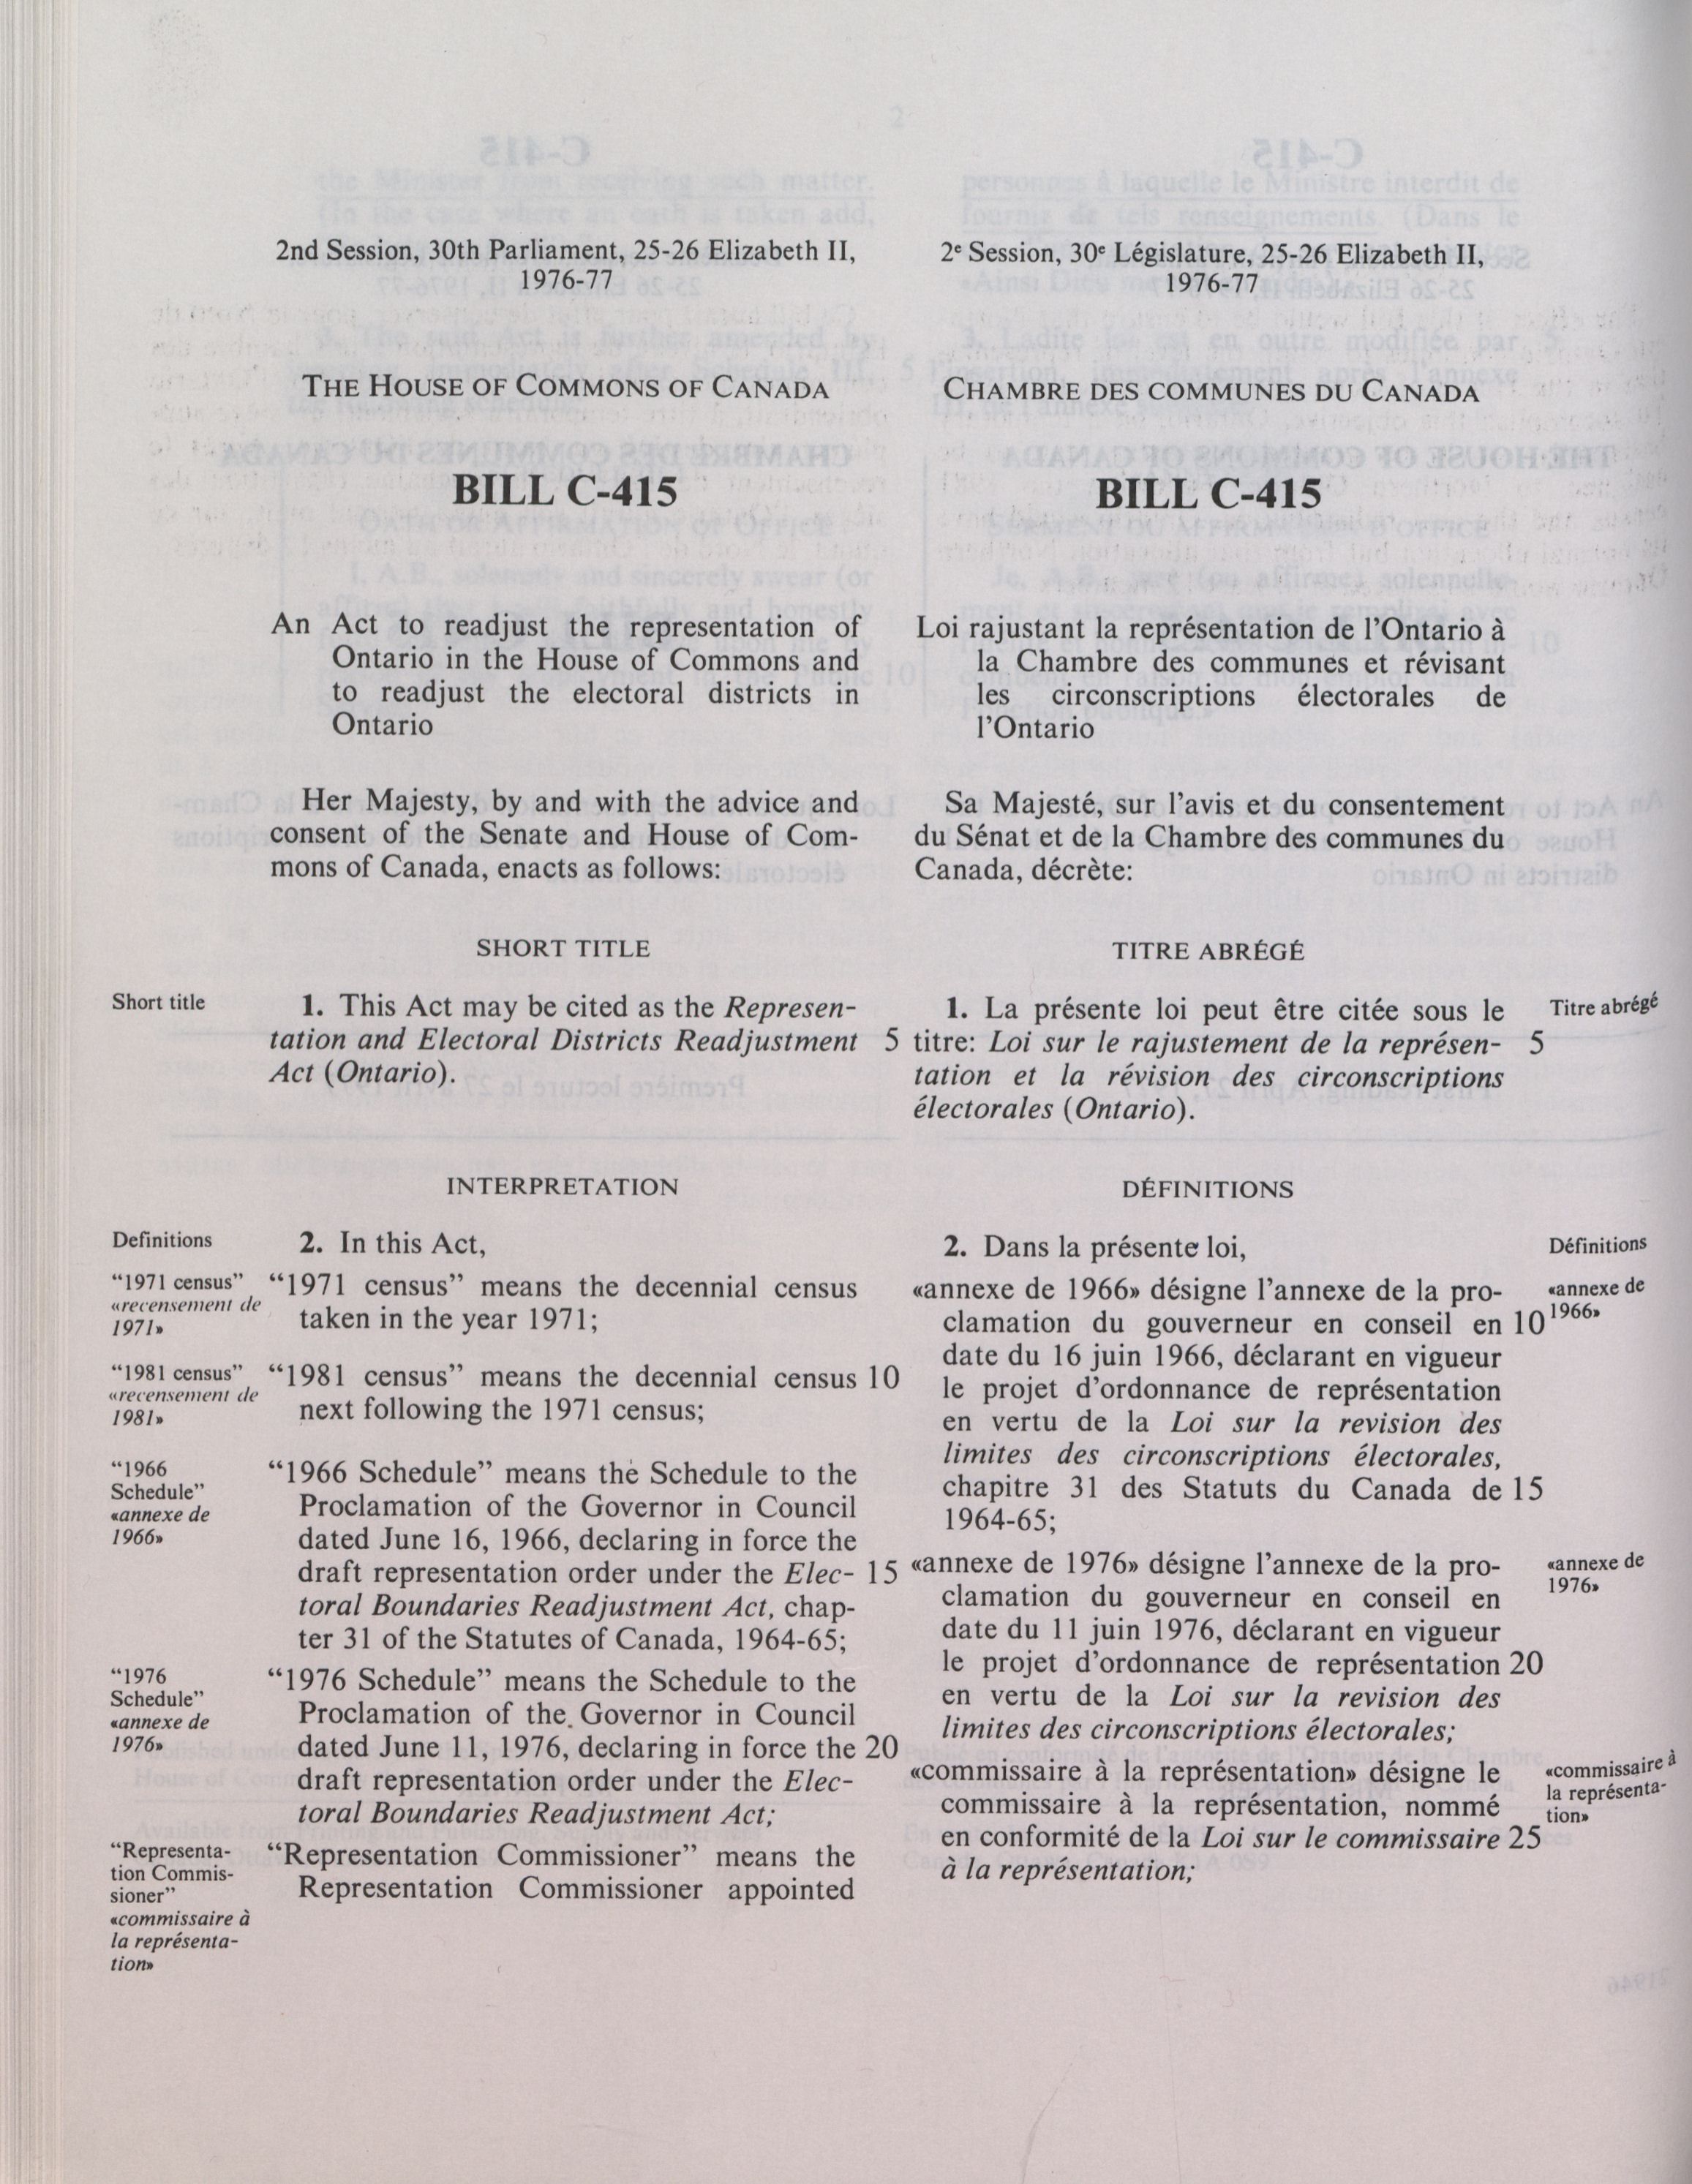 2nd Session, 30th Parliament, 25-26 Elizabeth II,
1976-77
THE HOUSE OF COMMONS OF CANADA
BILL C-415
An Act to readjust the representation of
Ontario in the House of Commons and
to readjust the electoral districts in
Ontario
Her Majesty, by and with the advice and
consent of the Senate and House of Com-
mons of Canada, enacts as follows:
SHORT TITLE
Short title
1. This Act may be cited as the Represen-
tation and Electoral Districts Readjustment 5
Act (Ontario).
INTERPRETATION
Definitions
2. In this Act,
“1971 census”
«recensement de
1971»
“1971 census” means the decennial census
taken in the year 1971;
“1981 census”
«recensement de
1981»
“1981 census” means the decennial census 10
next following the 1971 census;
“1966
Schedule”
«annexe de
1966»
“1966 Schedule” means the Schedule to the
Proclamation of the Governor in Council
dated June 16, 1966, declaring in force the
draft representation order under the Elec- 15
toral Boundaries Readjustment Act, chap-
ter 31 of the Statutes of Canada, 1964-65;
“1976
Schedule”
«annexe de
1976»
“1976 Schedule” means the Schedule to the
Proclamation of the Governor in Council
dated June 11, 1976, declaring in force the 20
draft representation order under the Elec-
toral Boundaries Readjustment Act;
“Representa-
tion Commis-
sioner”
«commissaire à
la représenta-
tion»
“Representation Commissioner” means the
Representation Commissioner appointed
2e Session, 30e Législature, 25-26 Elizabeth II,
1976-77
CHAMBRE DES COMMUNES DU CANADA
BILL C-415
Loi rajustant la représentation de l’Ontario à
la Chambre des communes et révisant
les circonscriptions électorales de
l’Ontario
Sa Majesté, sur l’avis et du consentement
du Sénat et de la Chambre des communes du
Canada, décrète:
TITRE ABRÉGÉ
1. La présente loi peut être citée sous le
titre: Loi sur le rajustement de la représen- 5
tation et la révision des circonscriptions
électorales (Ontario).
Titre abrégé
DÉFINITIONS
2. Dans la présente loi,
Définitions
«annexe de 1966» désigne l’annexe de la pro-
clamation du gouverneur en conseil en 10
date du 16 juin 1966, déclarant en vigueur
le projet d'ordonnance de représentation
en vertu de la Loi sur la revision des
limites des circonscriptions électorales,
chapitre 31 des Statuts du Canada de 15
1964-65;
«annexe de
1966»
«annexe de 1976» désigne l’annexe de la pro-
clamation du gouverneur en conseil en
date du 11 juin 1976, déclarant en vigueur
le projet d'ordonnance de représentation 20
en vertu de la Loi sur la revision des
limites des circonscriptions électorales;
«annexe de
1976»
«commissaire à la représentation» désigne le
commissaire à la représentation, nommé
en conformité de la Loi sur le commissaire 25
à la représentation;
«commissaire à
la représenta-
tion»